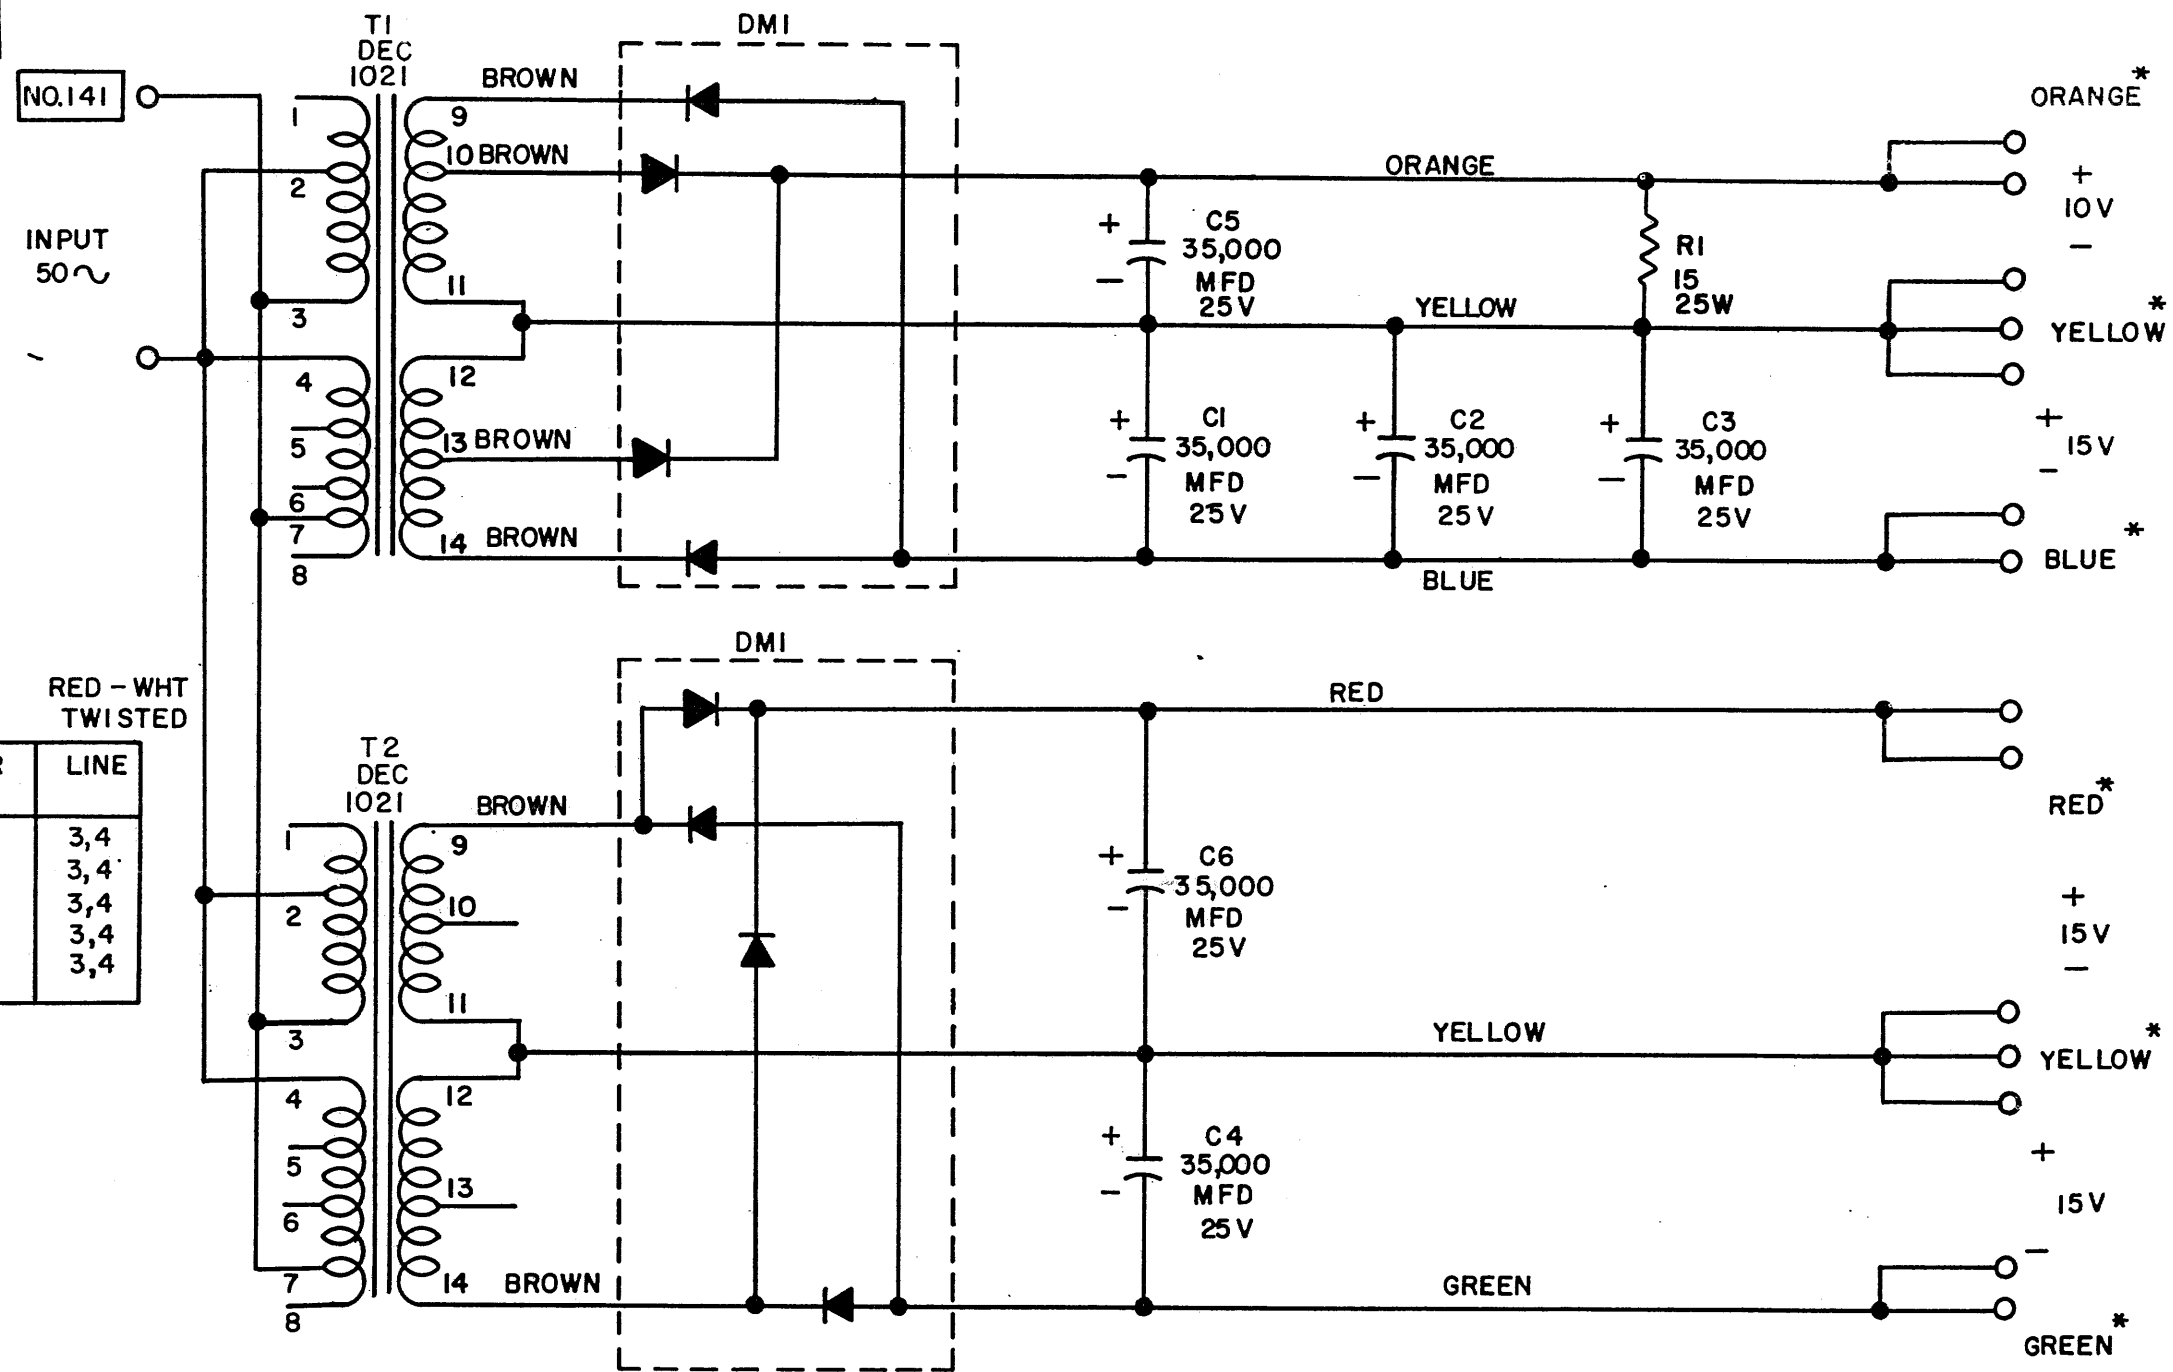 T1
DEC
1021
DM1
NO.141
INPUT
50~
1
2
3
4
5
6
7
8
BROWN
9
10 BROWN
11
12
13 BROWN
14 BROWN
ORANGE
+
C5
35,000
MFD
25V
−
R1
15
25W
YELLOW
+
C1
35,000
MFD
25V
−
+
C2
35,000
MFD
25V
−
+
C3
35,000
MFD
25V
−
BLUE
ORANGE*
+
10V
−
YELLOW*
+
15V
−
BLUE*
RED - WHT
TWISTED
LINE
3,4
3,4
3,4
3,4
3,4
T2
DEC
1021
DM1
1
2
3
4
5
6
7
8
BROWN
9
10
11
12
13
14 BROWN
RED
+
C6
35,000
MFD
25V
−
YELLOW
+
C4
35,000
MFD
25V
−
GREEN
RED*
+
15V
−
YELLOW*
+
15V
−
GREEN*